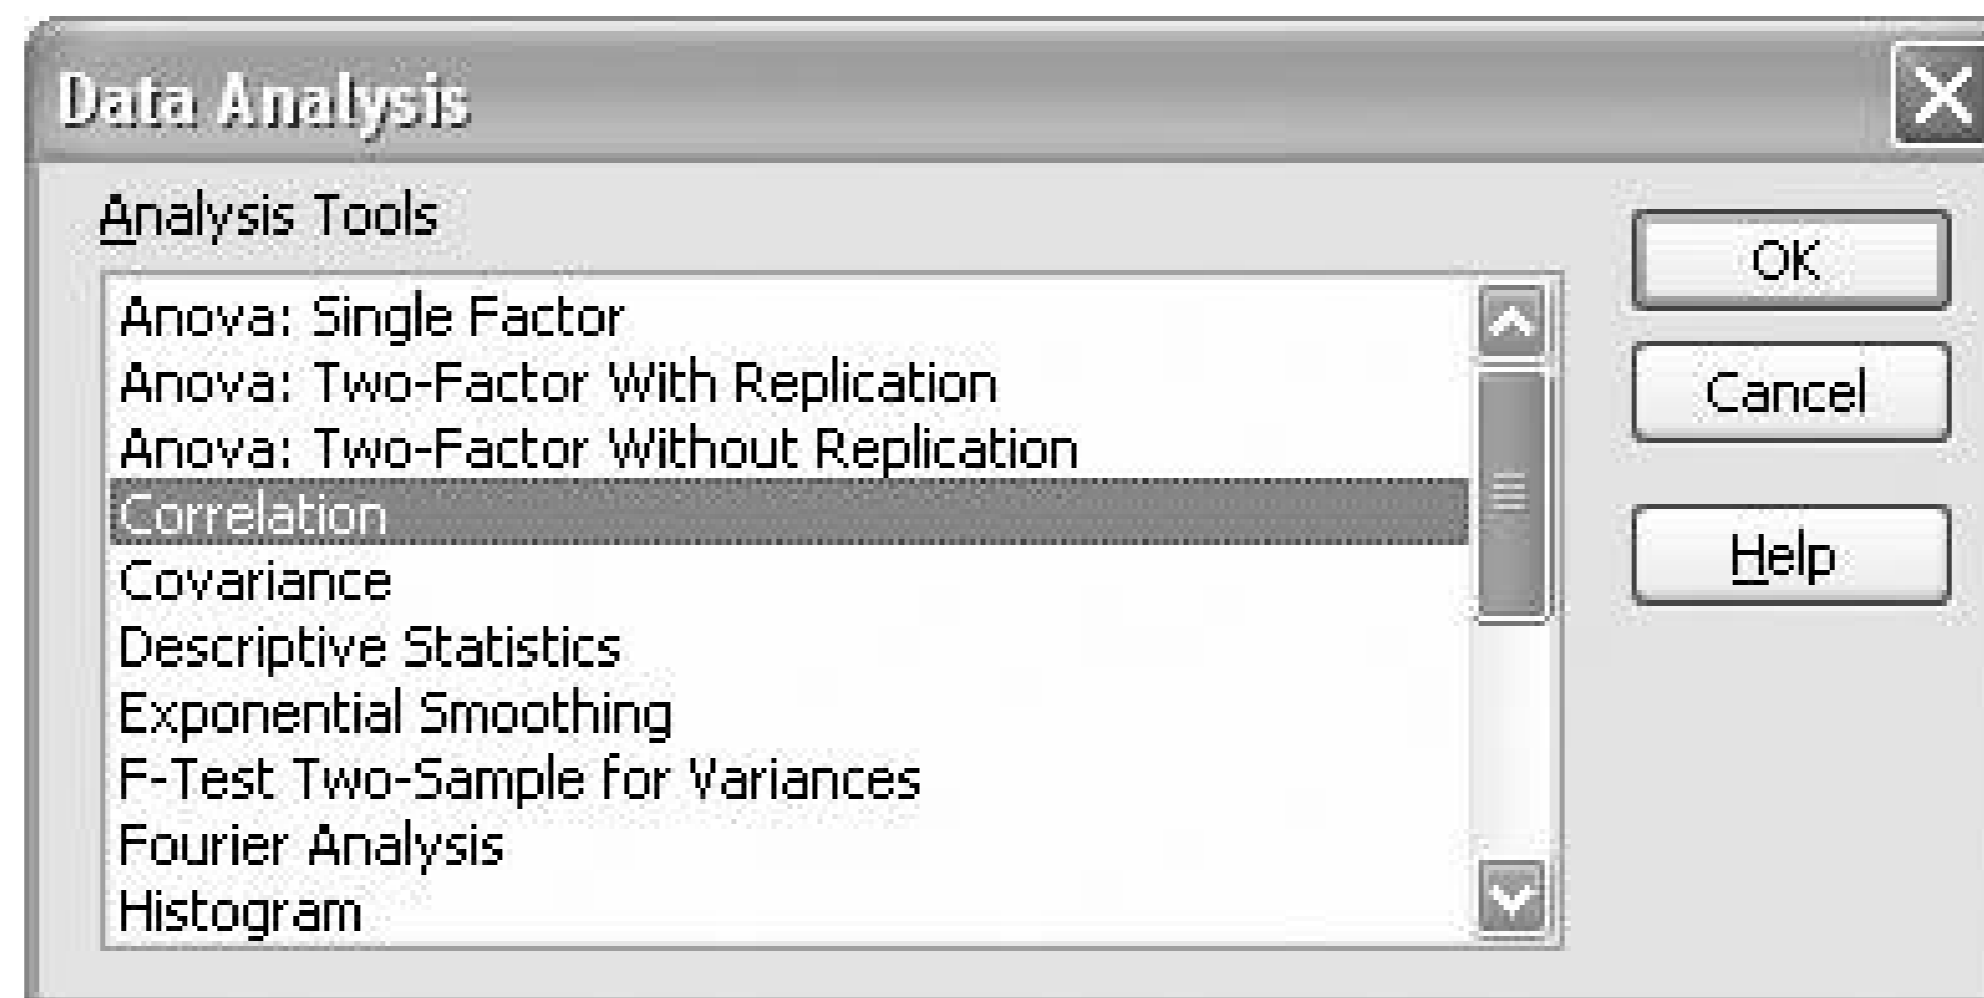 Data Analysis
Analysis Tools
Anova: Single Factor
Anova: Two-Factor With Replication
Anova: Two-Factor Without Replication
Correlation
Covariance
Descriptive Statistics
Exponential Smoothing
F-Test Two-Sample for Variances
Fourier Analysis
Histogram
OK
Cancel
Help